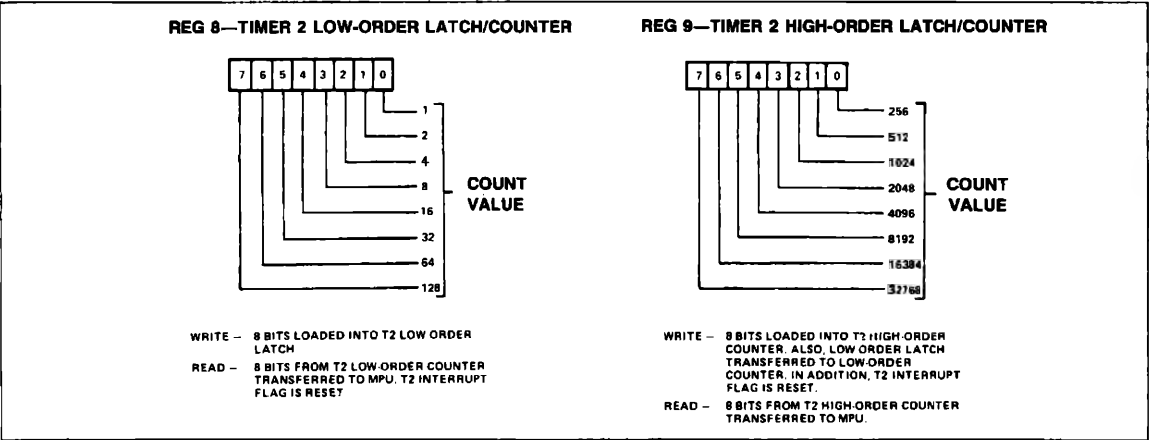 REG 8—TIMER 2 LOW-ORDER LATCH/COUNTER
7 6 5 4 3 2 1 0
1
2
4
8
16
32
64
128
COUNT
VALUE
WRITE – 8 BITS LOADED INTO T2 LOW ORDER
LATCH
READ – 8 BITS FROM T2 LOW-ORDER COUNTER
TRANSFERRED TO MPU. T2 INTERRUPT
FLAG IS RESET
REG 9—TIMER 2 HIGH-ORDER LATCH/COUNTER
7 6 5 4 3 2 1 0
256
512
1024
2048
4096
8192
16384
32768
COUNT
VALUE
WRITE – 8 BITS LOADED INTO T2 HIGH-ORDER
COUNTER. ALSO, LOW ORDER LATCH
TRANSFERRED TO LOW-ORDER
COUNTER. IN ADDITION, T2 INTERRUPT
FLAG IS RESET.
READ – 8 BITS FROM T2 HIGH-ORDER COUNTER
TRANSFERRED TO MPU.